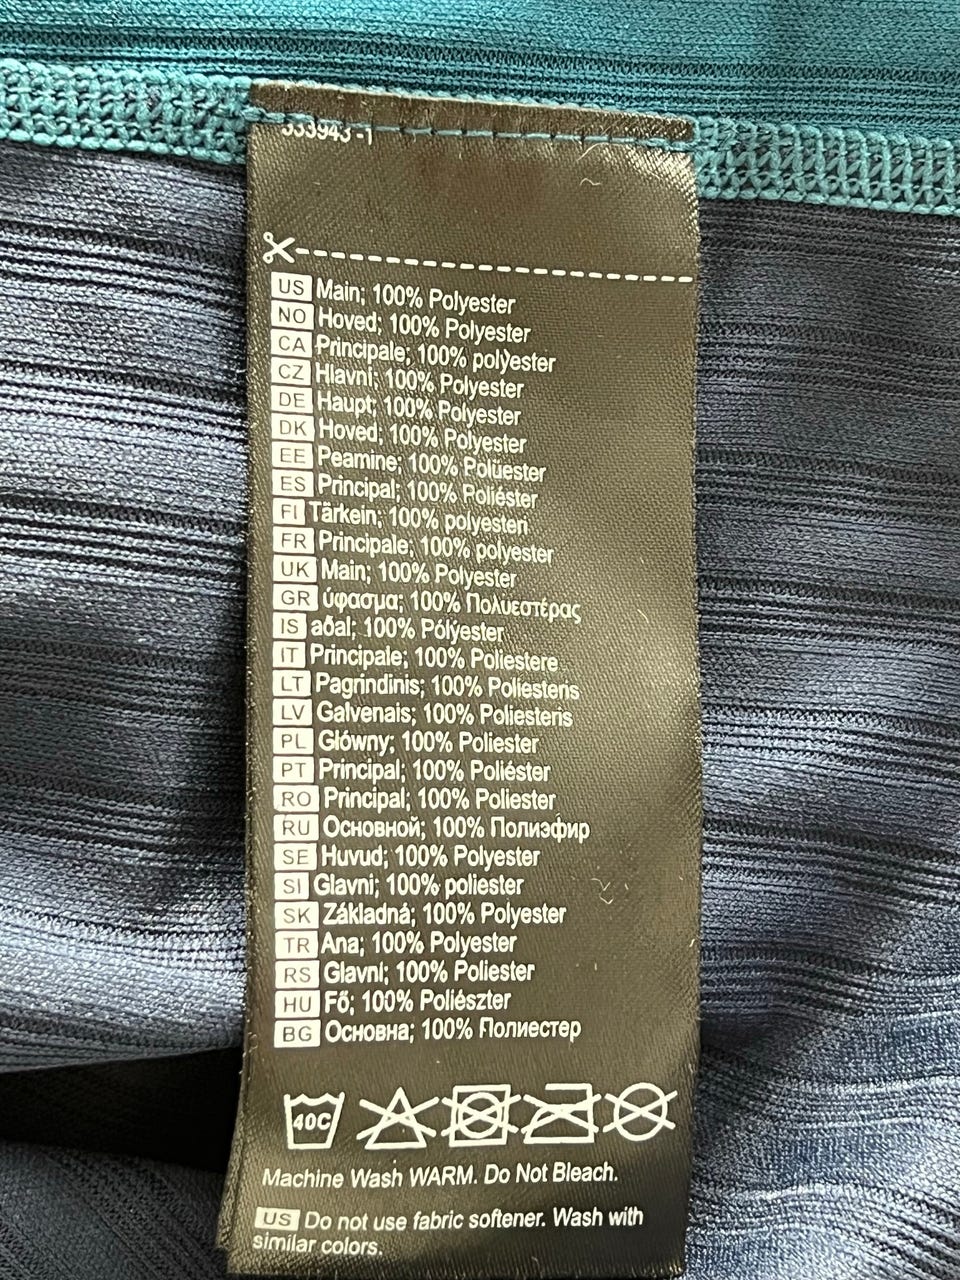 333943-1
US Main; 100% Polyester
NO Hoved; 100% Polyester
CA Principale; 100% polyester
CZ Hlavní; 100% Polyester
DE Haupt; 100% Polyester
DK Hoved; 100% Polyester
EE Peamine; 100% Polüester
ES Principal; 100% Poliéster
FI Tärkein; 100% polyesteri
FR Principale; 100% polyester
UK Main; 100% Polyester
GR ύφασμα; 100% Πολυεστέρας
IS aðal; 100% Pólýester
IT Principale; 100% Poliestere
LT Pagrindinis; 100% Poliesteris
LV Galvenais; 100% Poliesteris
PL Główny; 100% Poliester
PT Principal; 100% Poliéster
RO Principal; 100% Poliester
RU Основной; 100% Полиэфир
SE Huvud; 100% Polyester
SI Glavni; 100% poliester
SK Základná; 100% Polyester
TR Ana; 100% Polyester
RS Glavni; 100% Poliester
HU Fő; 100% Poliészter
BG Основна; 100% Полиестер
40C
Machine Wash WARM. Do Not Bleach.
US Do not use fabric softener. Wash with
similar colors.